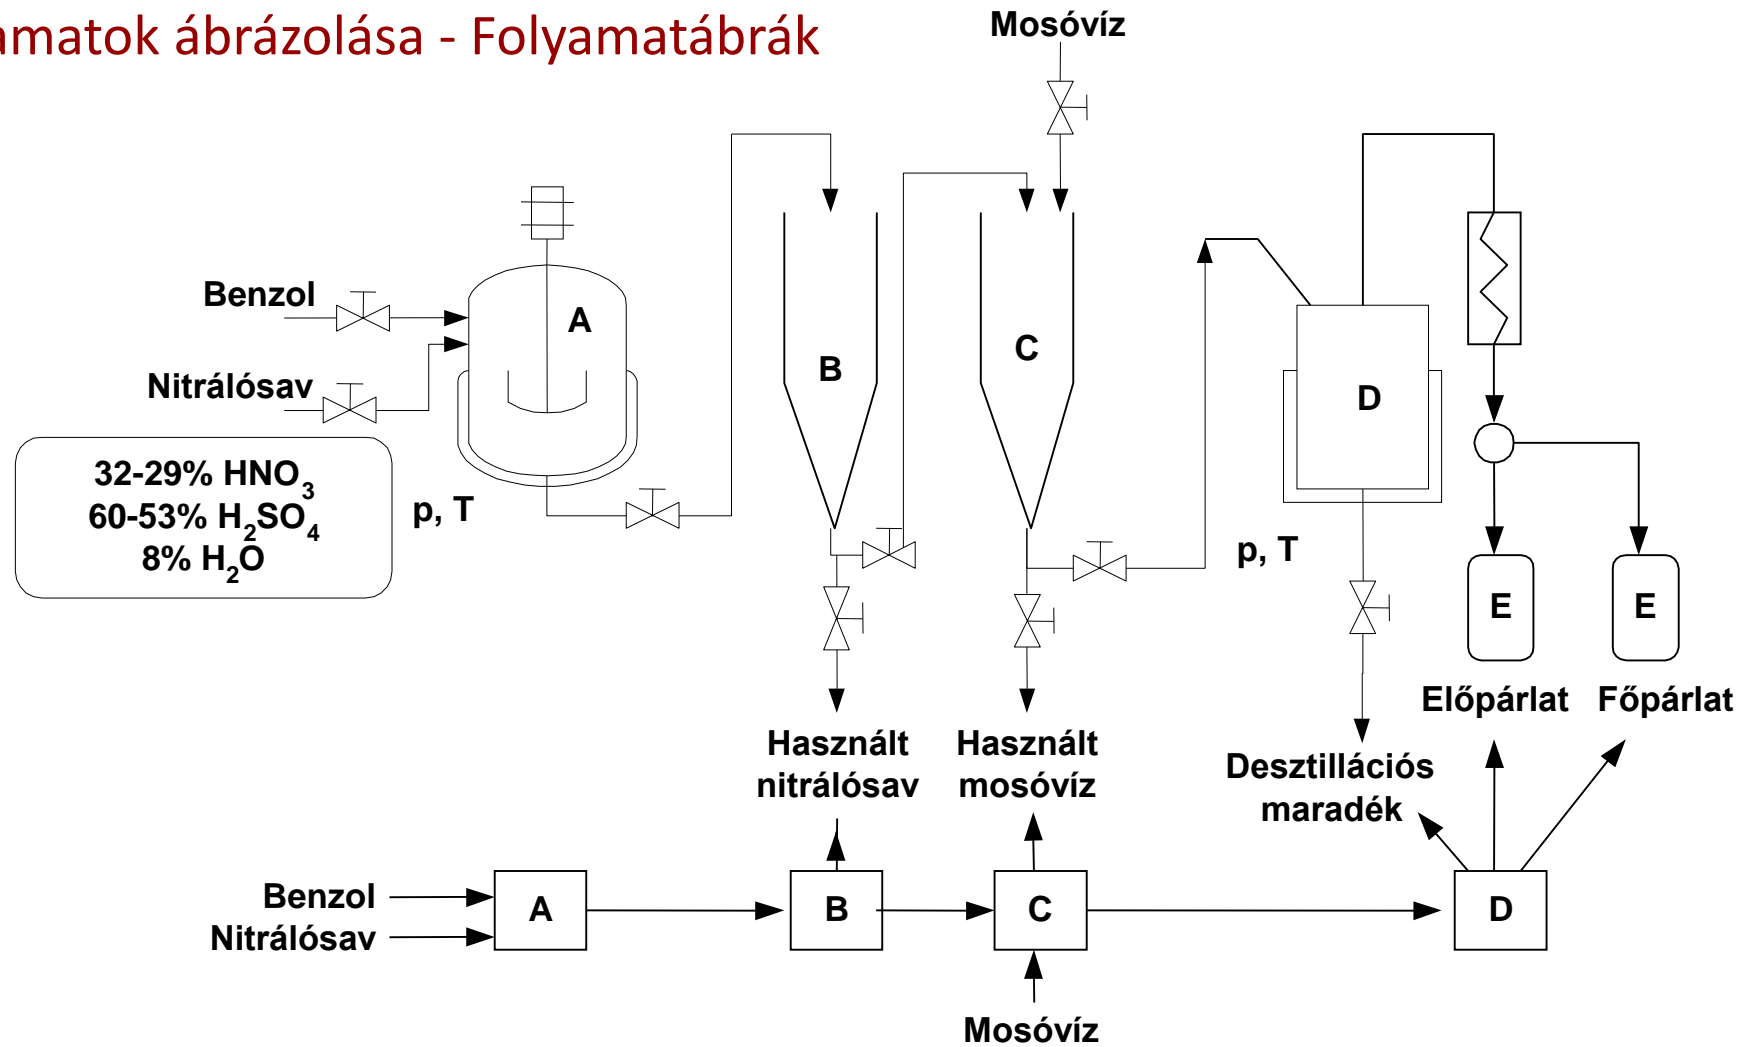 amatok ábrázolása - Folyamatábrák
Mosóvíz
Benzol
A
Nitrálósav
32-29% HNO3
60-53% H2SO4
8% H2O
p, T
B
C
D
p, T
E
E
Előpárlat
Főpárlat
Használt
nitrálósav
Használt
mosóvíz
Desztillációs
maradék
Benzol
Nitrálósav
A
B
C
D
Mosóvíz